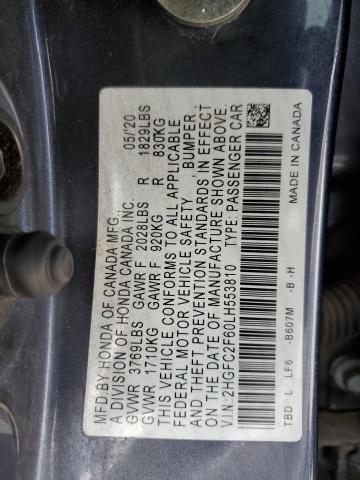 MFD.BY HONDA OF CANADA MFG., 05/'20
A DIVISION OF HONDA CANADA INC.
GVWR 3769LBS GAWR F 2028LBS R 1829LBS
GVWR 1710KG GAWR F 920KG R 830KG
THIS VEHICLE CONFORMS TO ALL APPLICABLE
FEDERAL MOTOR VEHICLE SAFETY, BUMPER,
AND THEFT PREVENTION STANDARDS IN EFFECT
ON THE DATE OF MANUFACTURE SHOWN ABOVE.
V.I.N.:2HGFC2F60LH553810 TYPE: PASSENGER CAR
TBD L LF6 -B607M -B -H MADE IN CANADA